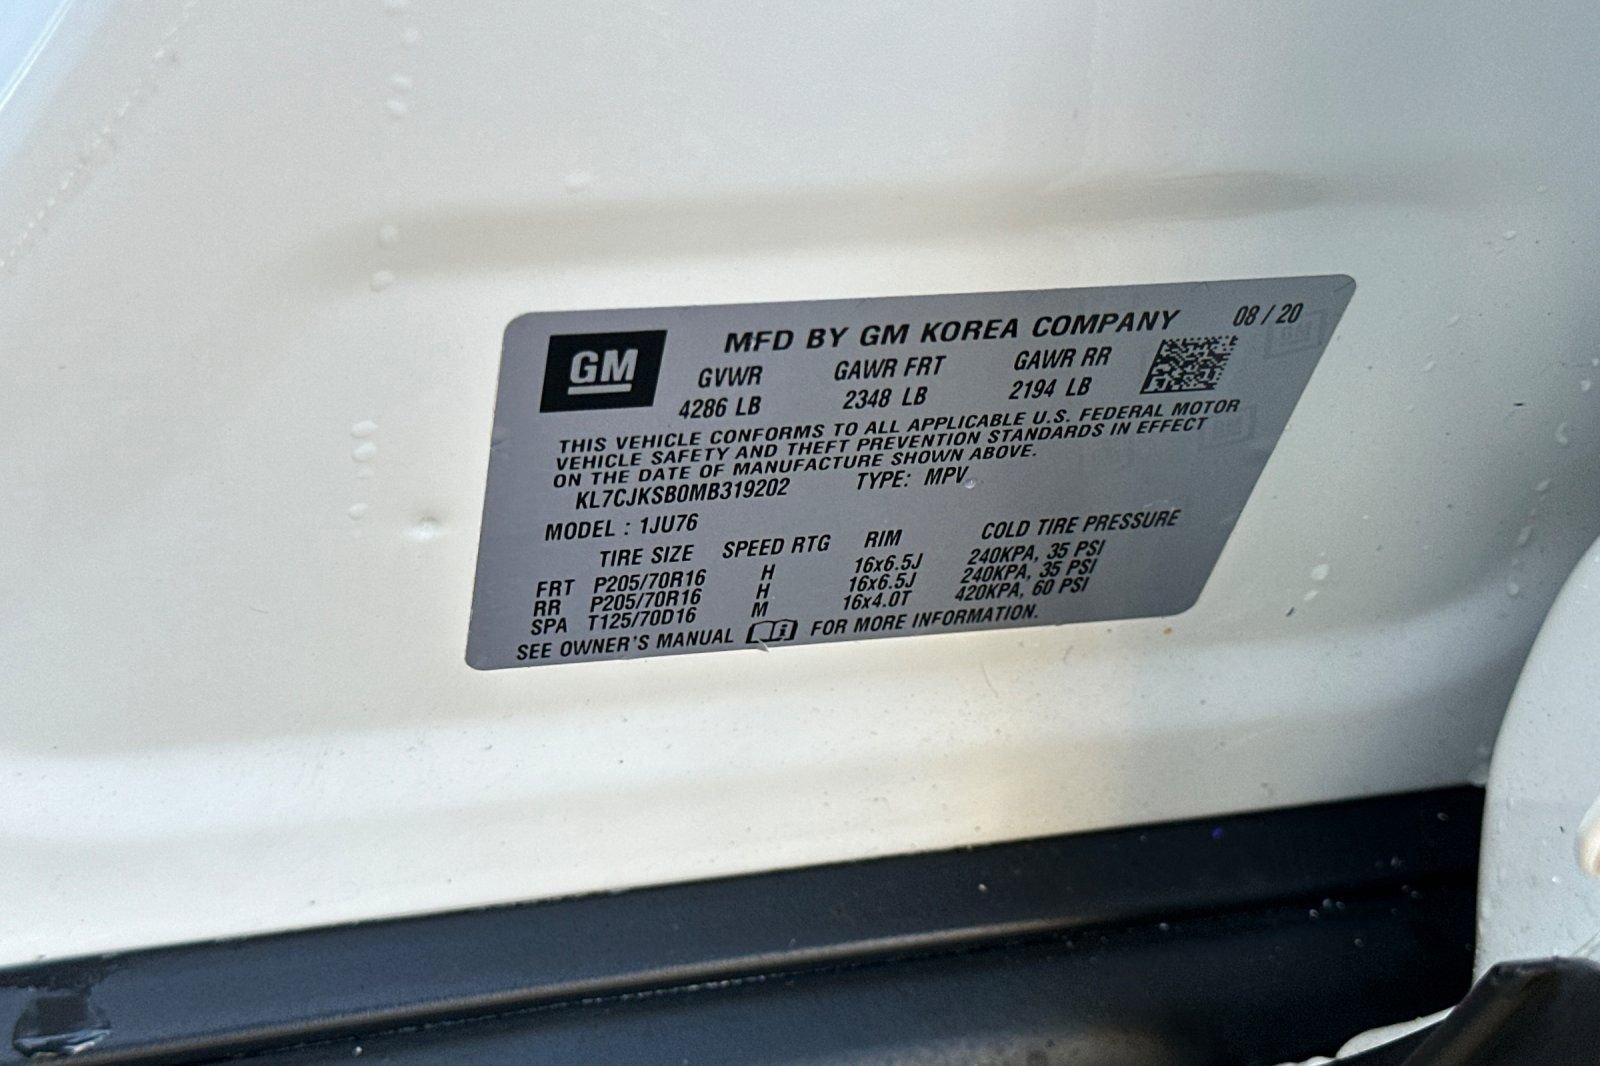 GM
MFD BY GM KOREA COMPANY 08 / 20
GVWR GAWR FRT GAWR RR
4286 LB 2348 LB 2194 LB
THIS VEHICLE CONFORMS TO ALL APPLICABLE U.S. FEDERAL MOTOR
VEHICLE SAFETY AND THEFT PREVENTION STANDARDS IN EFFECT
ON THE DATE OF MANUFACTURE SHOWN ABOVE.
KL7CJKSB0MB319202 TYPE: MPV
MODEL : 1JU76
TIRE SIZE SPEED RTG RIM COLD TIRE PRESSURE
FRT P205/70R16 H 16x6.5J 240KPA, 35 PSI
RR P205/70R16 H 16x6.5J 240KPA, 35 PSI
SPA T125/70D16 M 16x4.0T 420KPA, 60 PSI
SEE OWNER'S MANUAL i FOR MORE INFORMATION.